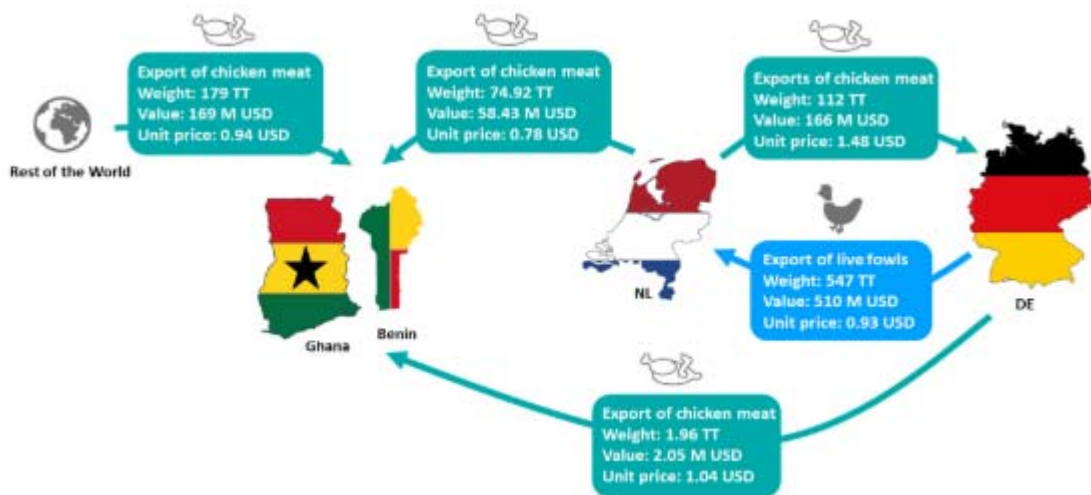 Export of chicken meat
Weight: 179 TT
Value: 169 M USD
Unit price: 0.94 USD
Export of chicken meat
Weight: 74.92 TT
Value: 58.43 M USD
Unit price: 0.78 USD
Exports of chicken meat
Weight: 112 TT
Value: 166 M USD
Unit price: 1.48 USD
Rest of the World
Export of live fowls
Weight: 547 TT
Value: 510 M USD
Unit price: 0.93 USD
NL
DE
Benin
Ghana
Export of chicken meat
Weight: 1.96 TT
Value: 2.05 M USD
Unit price: 1.04 USD